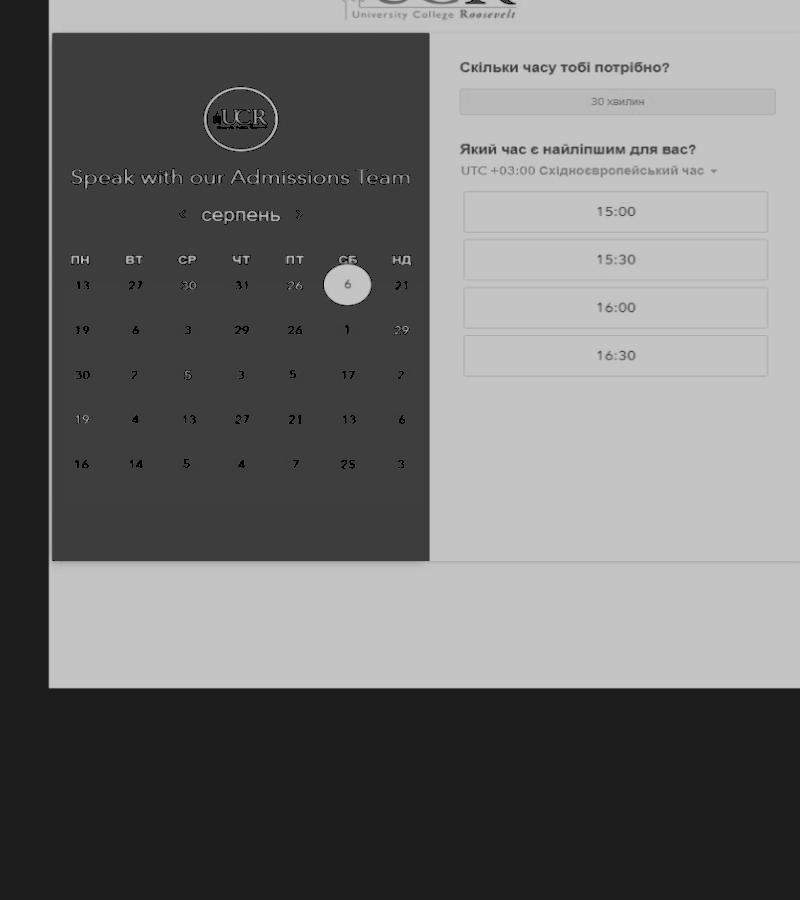 UCR
University College Roosevelt
UCR
Speak with our Admissions Team
< серпень >
ПН ВТ СР ЧТ ПТ СБ НД
13 27 30 31 26 6 21
19 6 3 29 26 1 29
30 2 5 3 5 17 2
19 4 13 27 21 13 6
16 14 5 4 7 25 3
Скільки часу тобі потрібно?
30 хвилин
Який час є найліпшим для вас?
UTC +03:00 Східноєвропейський час
15:00
15:30
16:00
16:30